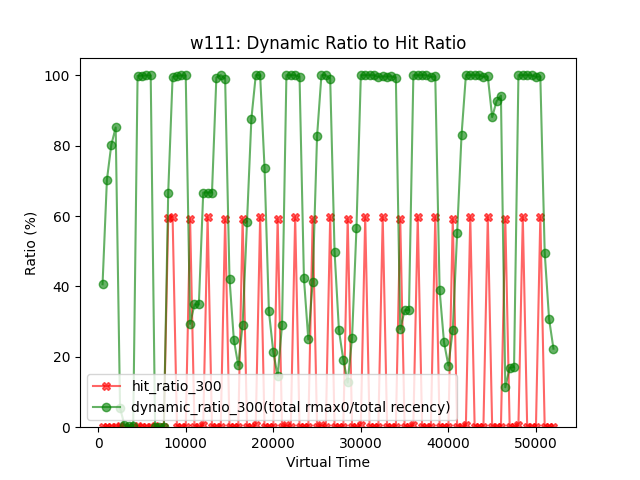 w111: Dynamic Ratio to Hit Ratio
Ratio (%)
100
80
60
40
20
0
hit_ratio_300
dynamic_ratio_300(total rmax0/total recency)
0
10000
20000
30000
40000
50000
Virtual Time